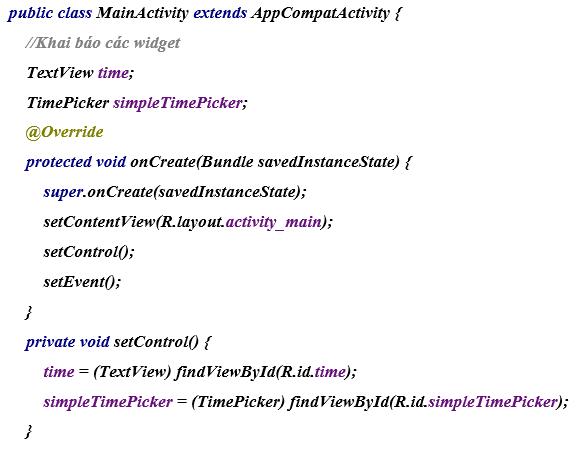 public class MainActivity extends AppCompatActivity {
//Khai báo các widget
TextView time;
TimePicker simpleTimePicker;
@Override
protected void onCreate(Bundle savedInstanceState) {
super.onCreate(savedInstanceState);
setContentView(R.layout.activity_main);
setControl();
setEvent();
}
private void setControl() {
time = (TextView) findViewById(R.id.time);
simpleTimePicker = (TimePicker) findViewById(R.id.simpleTimePicker);
}